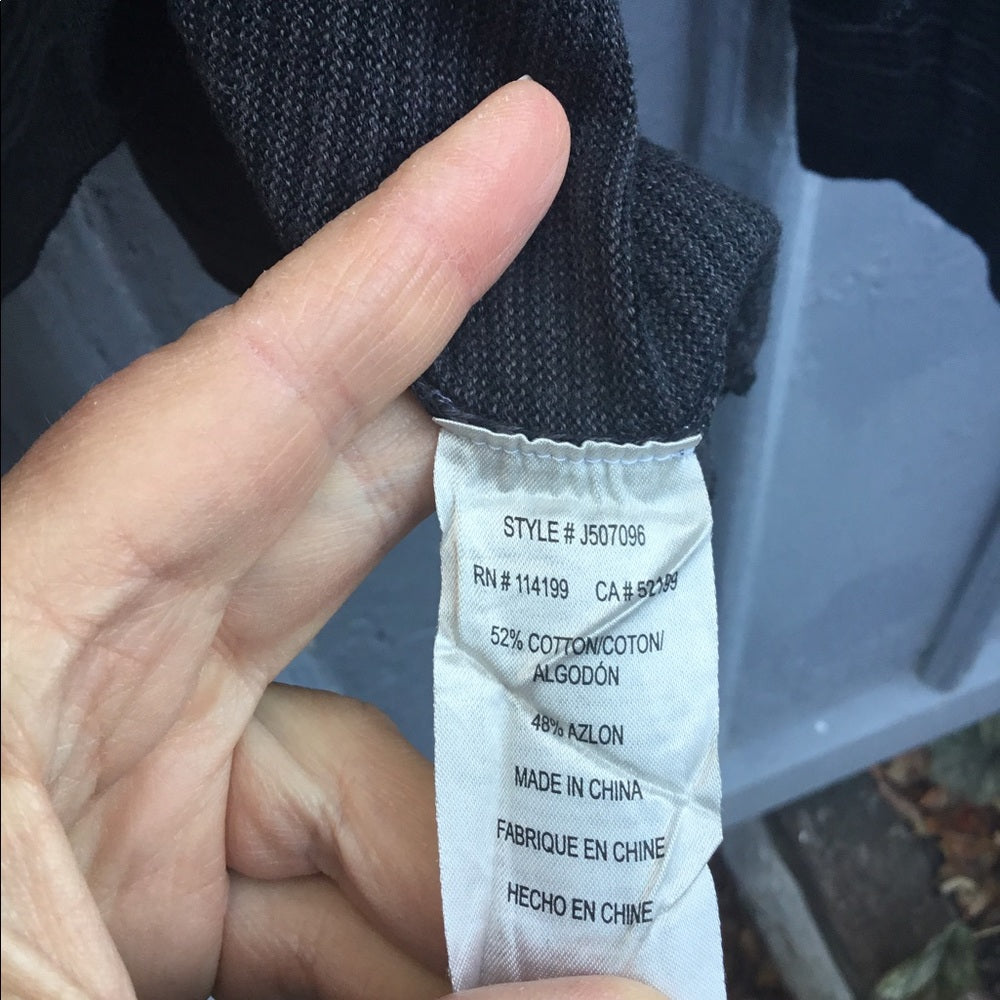 STYLE # J507096
RN # 114199 CA #
52% COTTON/COTON/
ALGODÓN
48% AZLON
MADE IN CHINA
FABRIQUE EN CHINE
HECHO EN CHINE